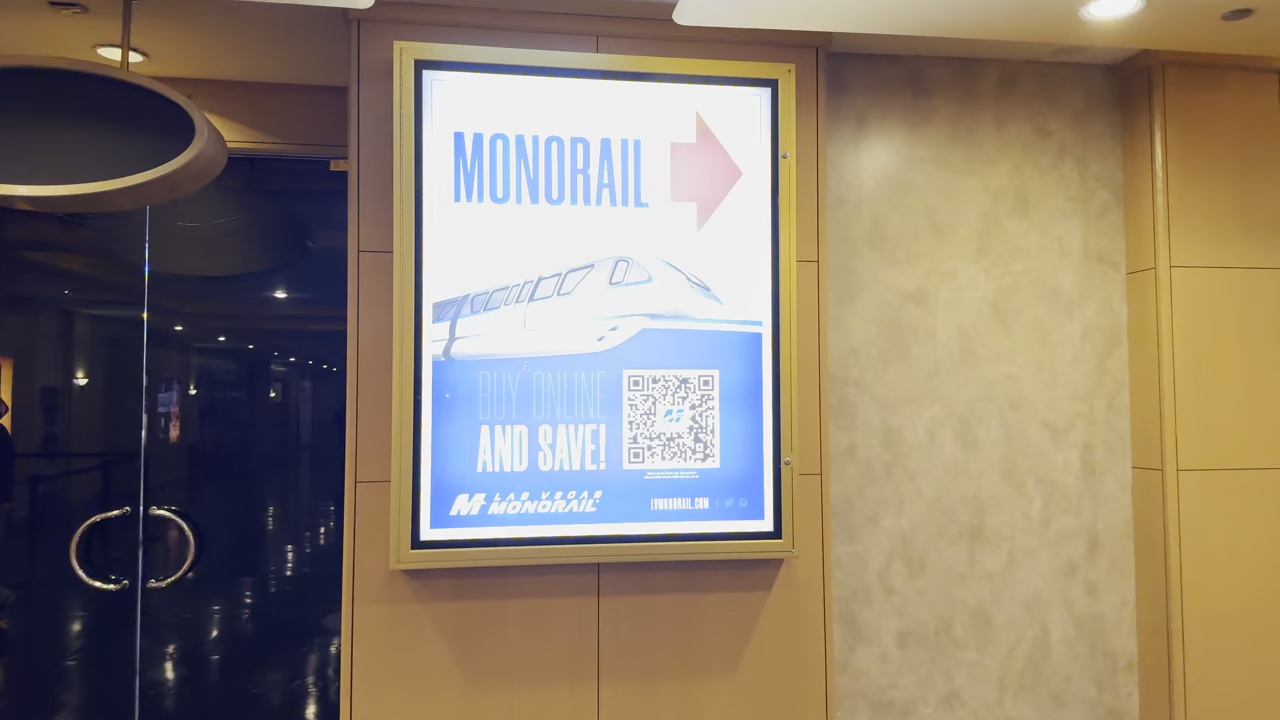 MONORAIL
BUY ONLINE
AND SAVE!
LAS VEGAS
MONORAIL
LVMONORAIL.COM